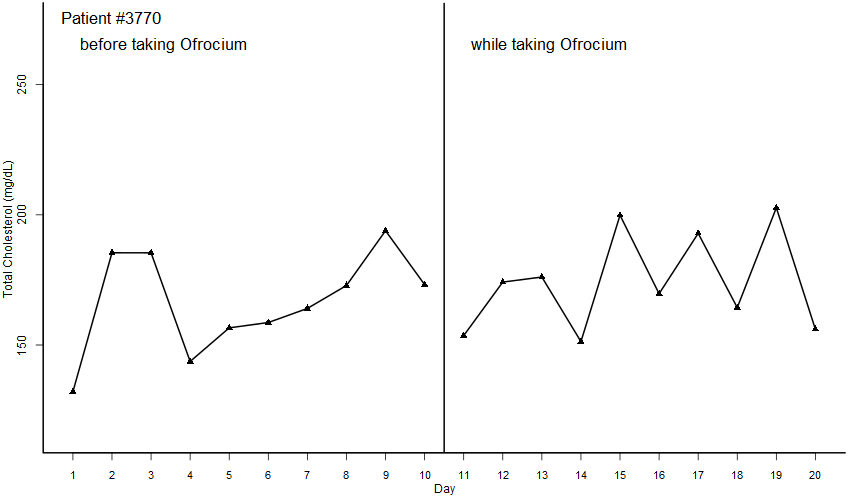 Patient #3770
before taking Ofrocium
while taking Ofrocium
Total Cholesterol (mg/dL)
250
200
150
1 2 3 4 5 6 7 8 9 10 11 12 13 14 15 16 17 18 19 20
Day